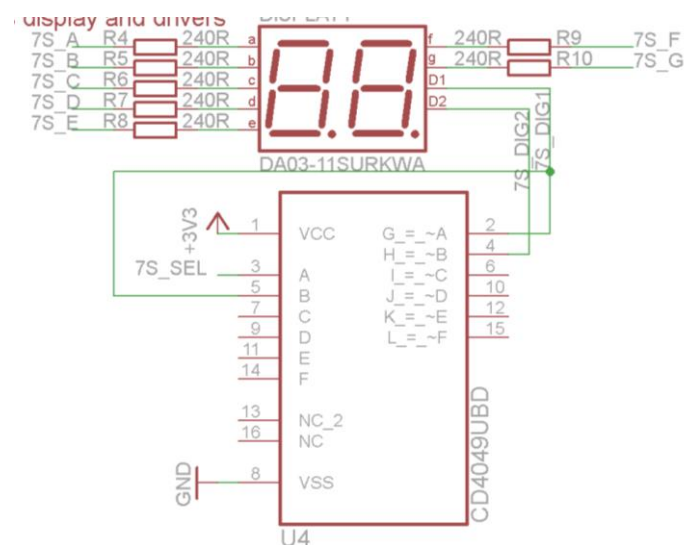 display and drivers
DISPLAY1
7S_A R4 240R a f 240R R9 7S_F
7S_B R5 240R b g 240R R10 7S_G
7S_C R6 240R c D1
7S_D R7 240R d D2
7S_E R8 240R e
7S_DIG2
7S_DIG1
DA03-11SURKWA
+3V3
1 VCC G_=_~A 2
H_=_~B 4
7S_SEL 3 A I_=_~C 6
5 B J_=_~D 10
7 C K_=_~E 12
9 D L_=_~F 15
11 E
14 F
13 NC_2
16 NC
GND 8 VSS
CD4049UBD
U4